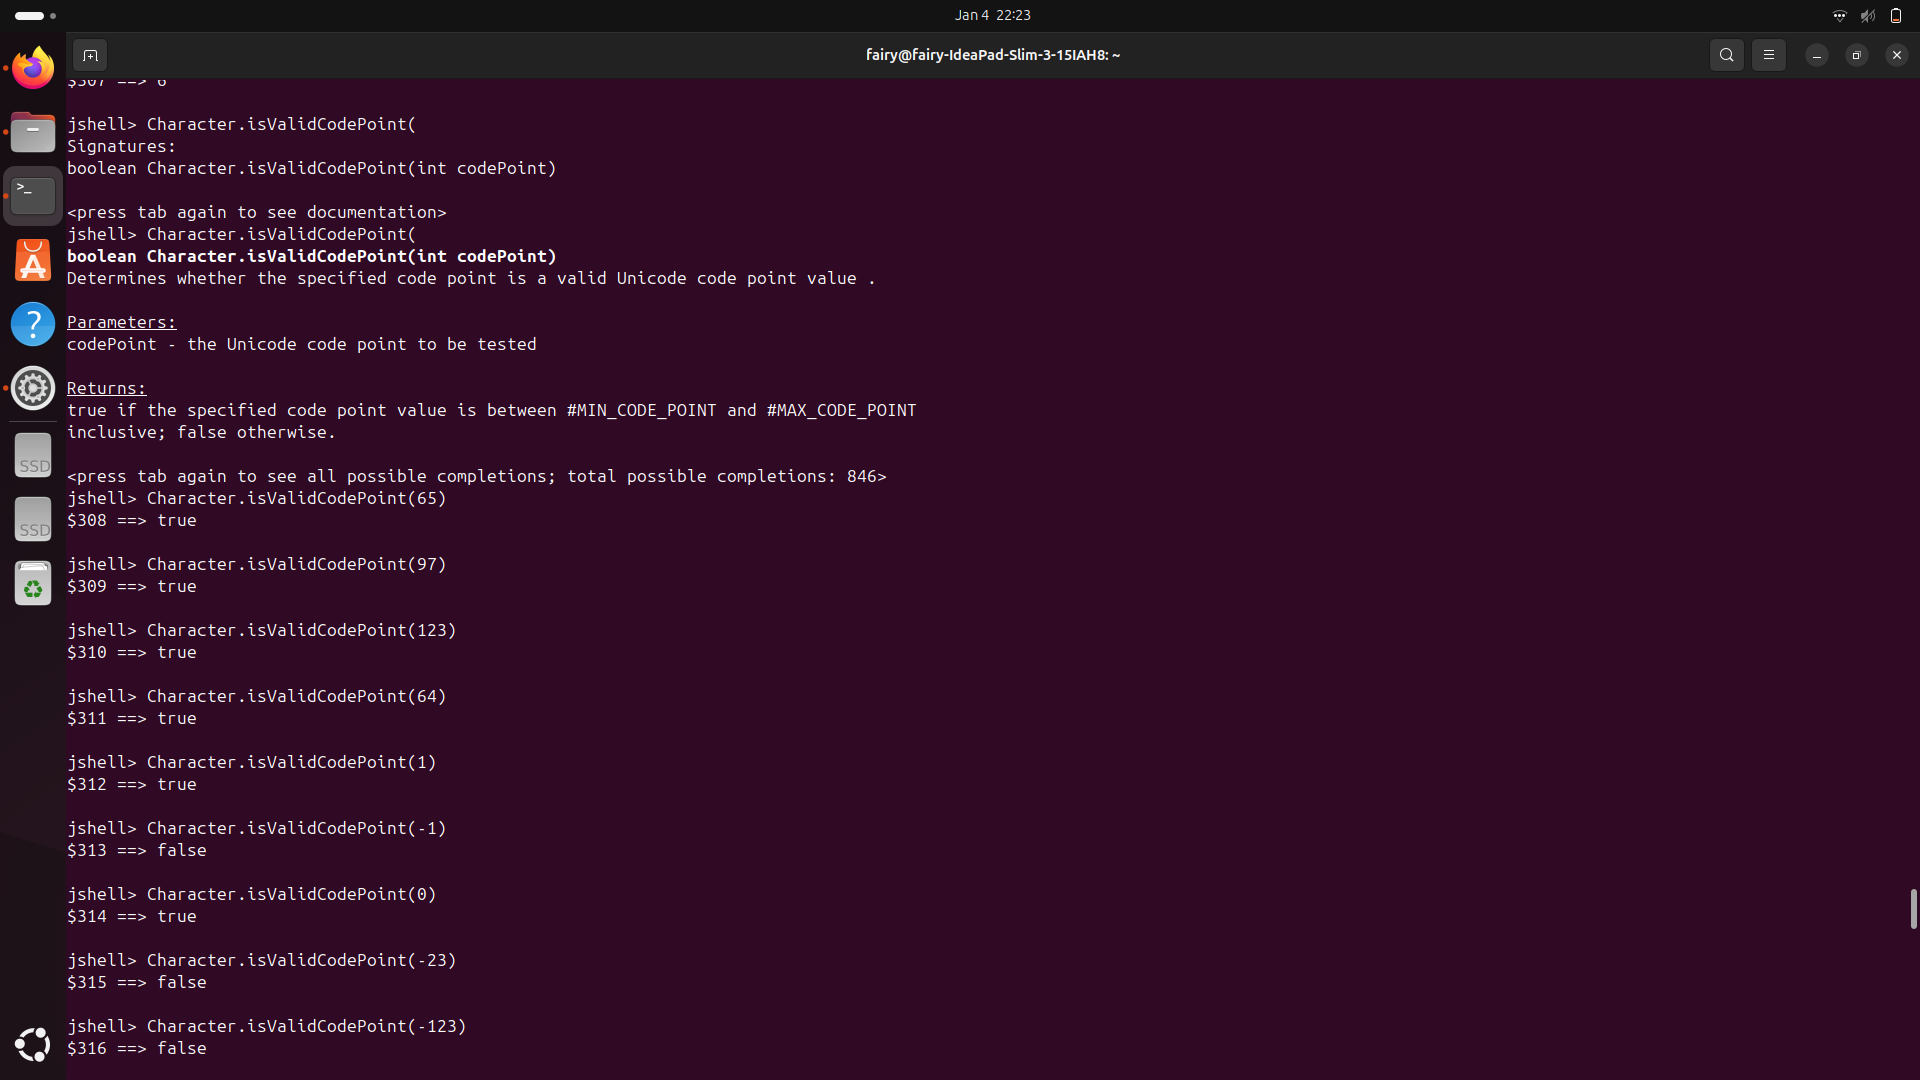 Jan 4 22:23
fairy@fairy-IdeaPad-Slim-3-15IAH8: ~
$307 ==> 6
jshell> Character.isValidCodePoint(
Signatures:
boolean Character.isValidCodePoint(int codePoint)
<press tab again to see documentation>
jshell> Character.isValidCodePoint(
boolean Character.isValidCodePoint(int codePoint)
Determines whether the specified code point is a valid Unicode code point value .
Parameters:
codePoint - the Unicode code point to be tested
Returns:
true if the specified code point value is between #MIN_CODE_POINT and #MAX_CODE_POINT
inclusive; false otherwise.
<press tab again to see all possible completions; total possible completions: 846>
jshell> Character.isValidCodePoint(65)
$308 ==> true
jshell> Character.isValidCodePoint(97)
$309 ==> true
jshell> Character.isValidCodePoint(123)
$310 ==> true
jshell> Character.isValidCodePoint(64)
$311 ==> true
jshell> Character.isValidCodePoint(1)
$312 ==> true
jshell> Character.isValidCodePoint(-1)
$313 ==> false
jshell> Character.isValidCodePoint(0)
$314 ==> true
jshell> Character.isValidCodePoint(-23)
$315 ==> false
jshell> Character.isValidCodePoint(-123)
$316 ==> false
>_
?
SSD
SSD